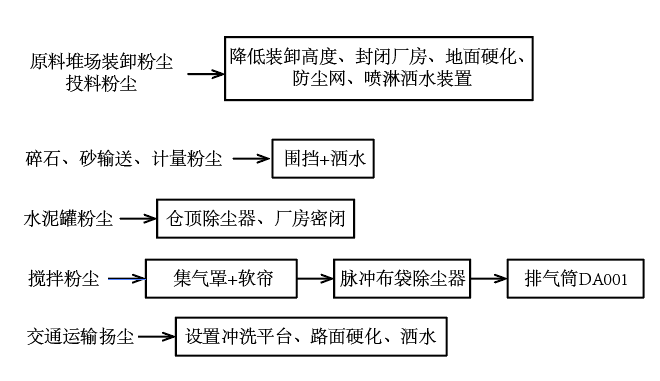 原料堆场装卸粉尘
投料粉尘
降低装卸高度、封闭厂房、地面硬化、
防尘网、喷淋洒水装置
碎石、砂输送、计量粉尘
围挡+洒水
水泥罐粉尘
仓顶除尘器、厂房密闭
搅拌粉尘
集气罩+软帘
脉冲布袋除尘器
排气筒DA001
交通运输扬尘
设置冲洗平台、路面硬化、洒水